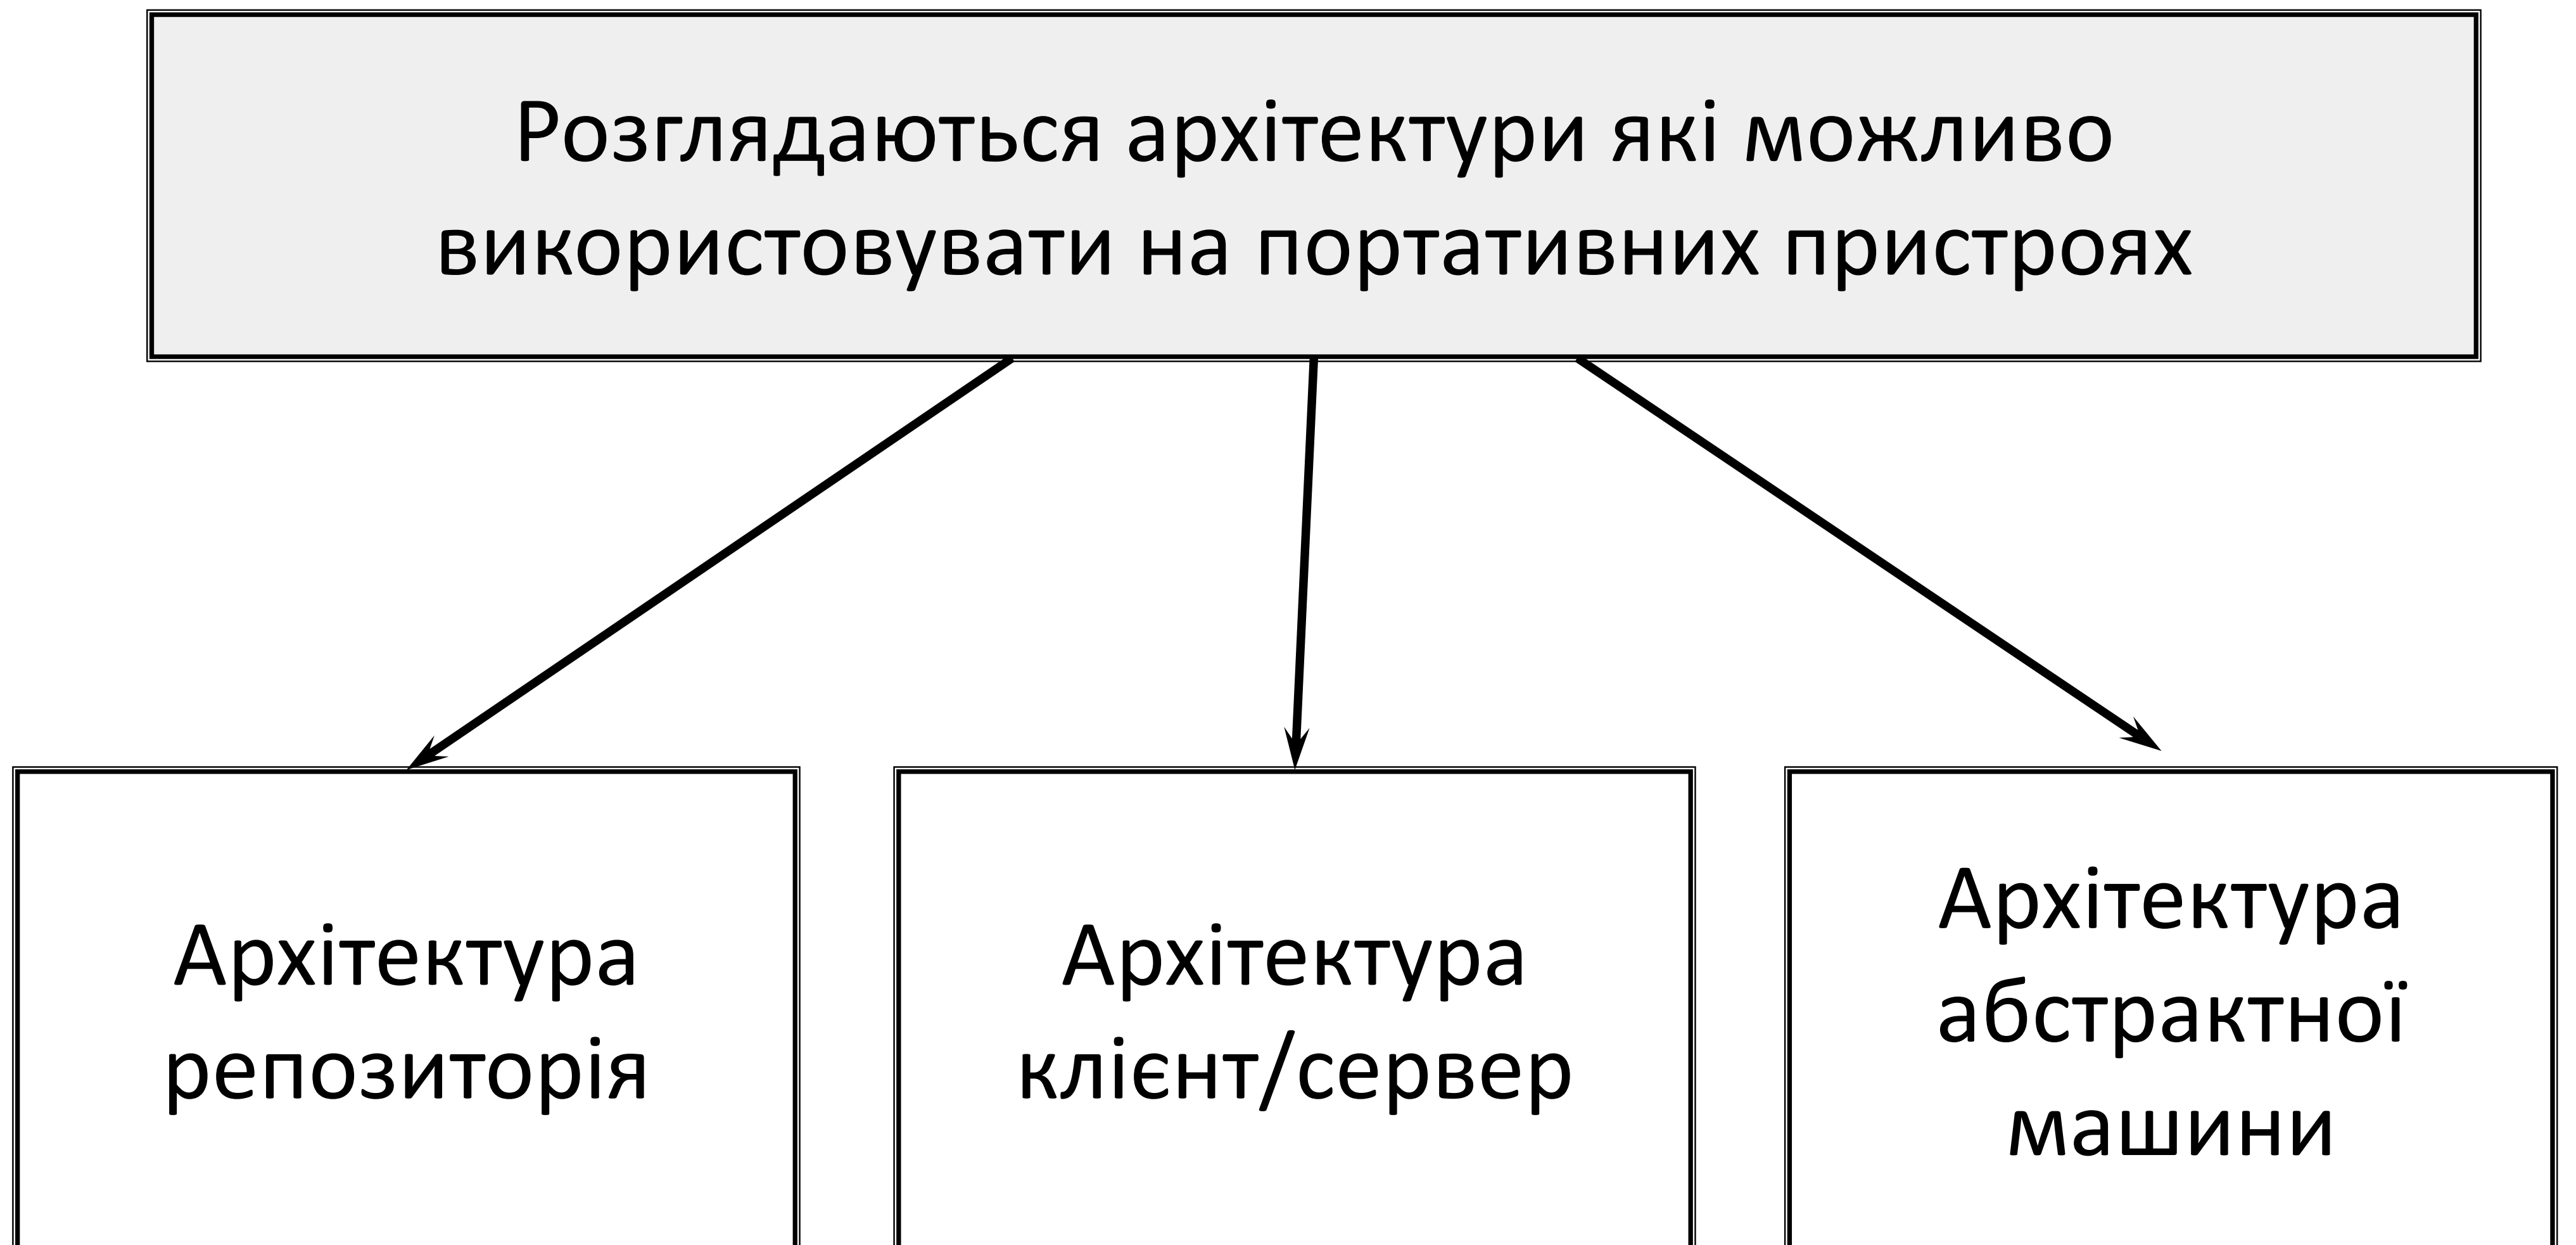 Розглядаються архітектури які можливо
використовувати на портативних пристроях
Архітектура
репозиторія
Архітектура
клієнт/сервер
Архітектура
абстрактної
машини